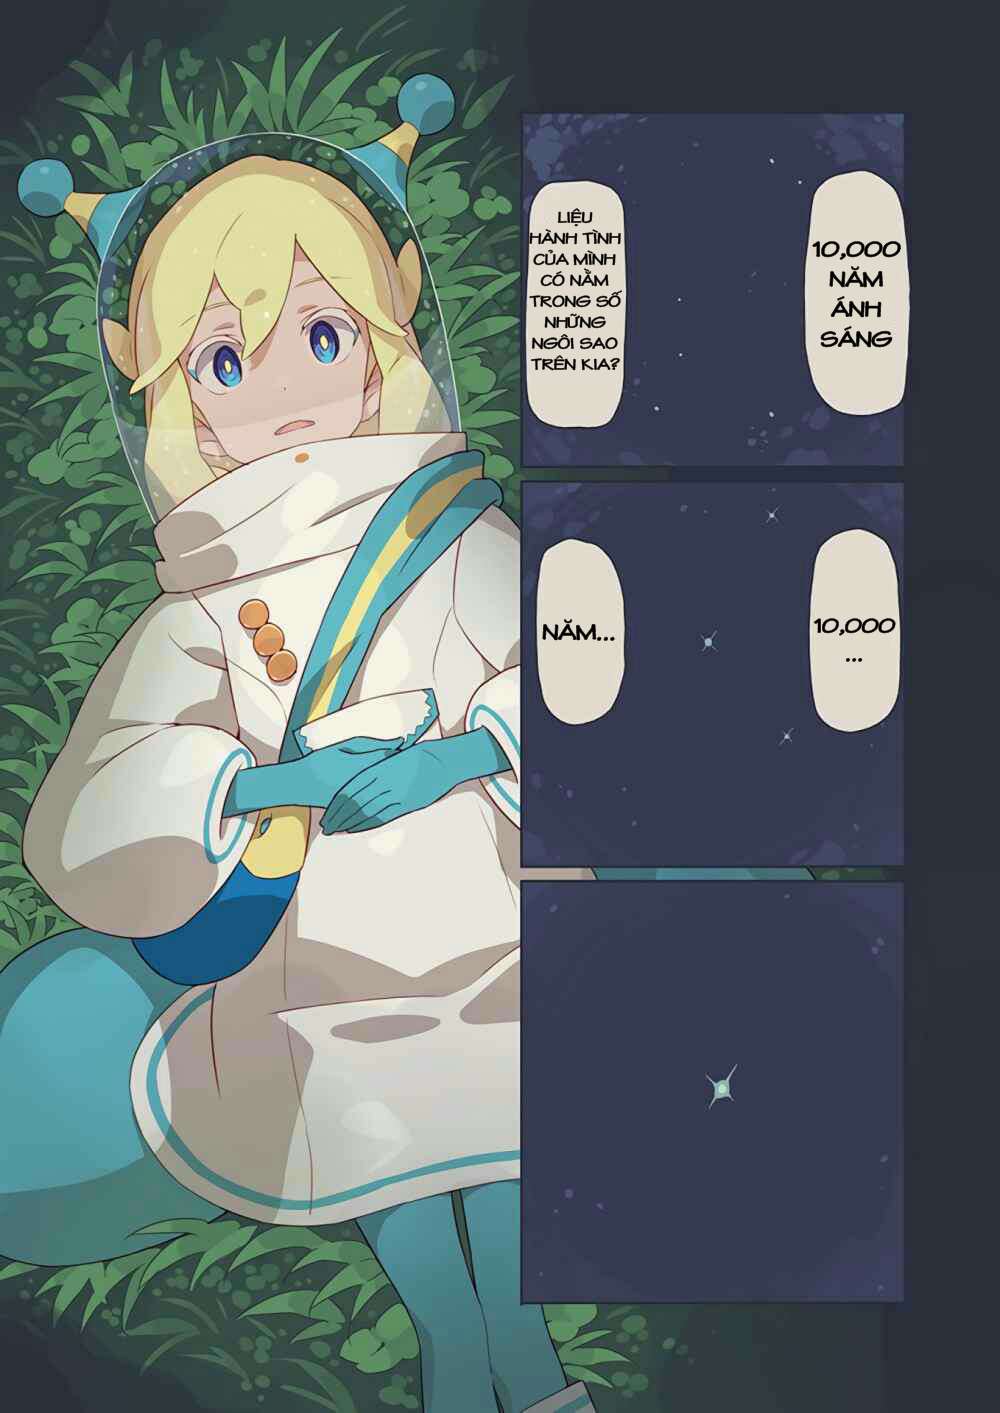 10,000
NĂM
ÁNH
SÁNG
LIỆU
HÀNH TÌNH
CỦA MÌNH
CÓ NẰM
TRONG SỐ
NHỮNG
NGÔI SAO
TRÊN KIA?
10,000
...
NĂM...